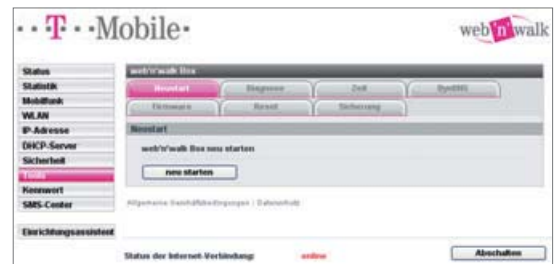 ··T··Mobile·
web'n'walk
Status
Statistik
Mobilfunk
WLAN
IP-Adresse
DHCP-Server
Sicherheit
Tools
Kennwort
SMS-Center
Einrichtungsassistent
web'n'walk Box
Neustart Diagnose Zeit DynDNS
Firmware Reset Sicherung
Neustart
web'n'walk Box neu starten
neu starten
Allgemeine Geschäftsbedingungen | Datenschutz
Status der Internet-Verbindung: online Abschalten